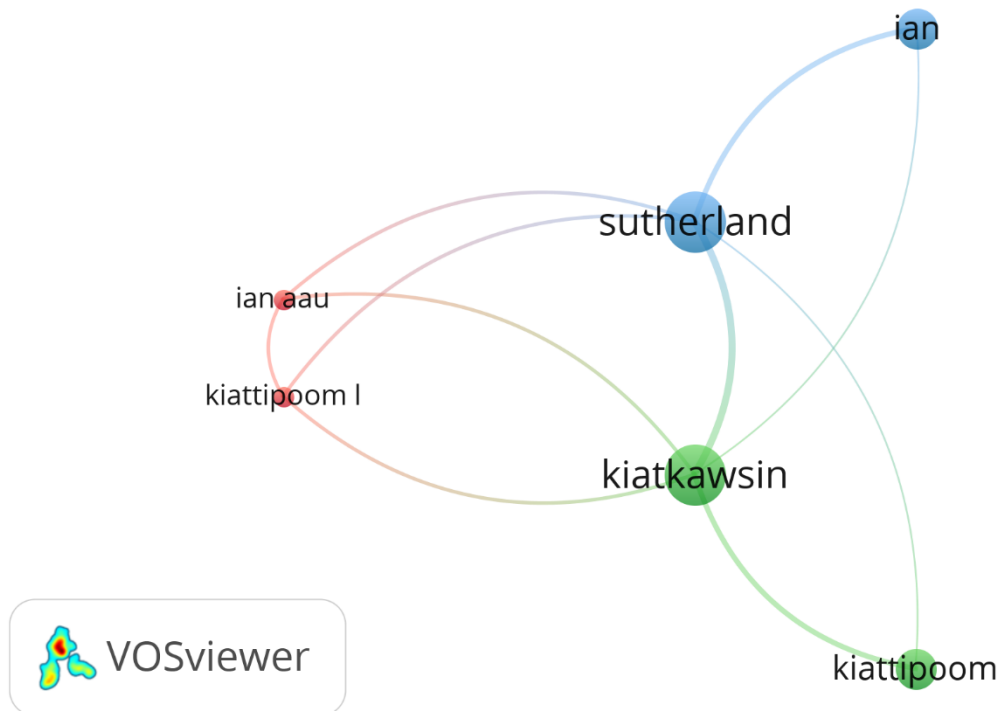 ian
sutherland
ian aau
kiattipoom l
kiatkawsin
kiattipoom
VOSviewer